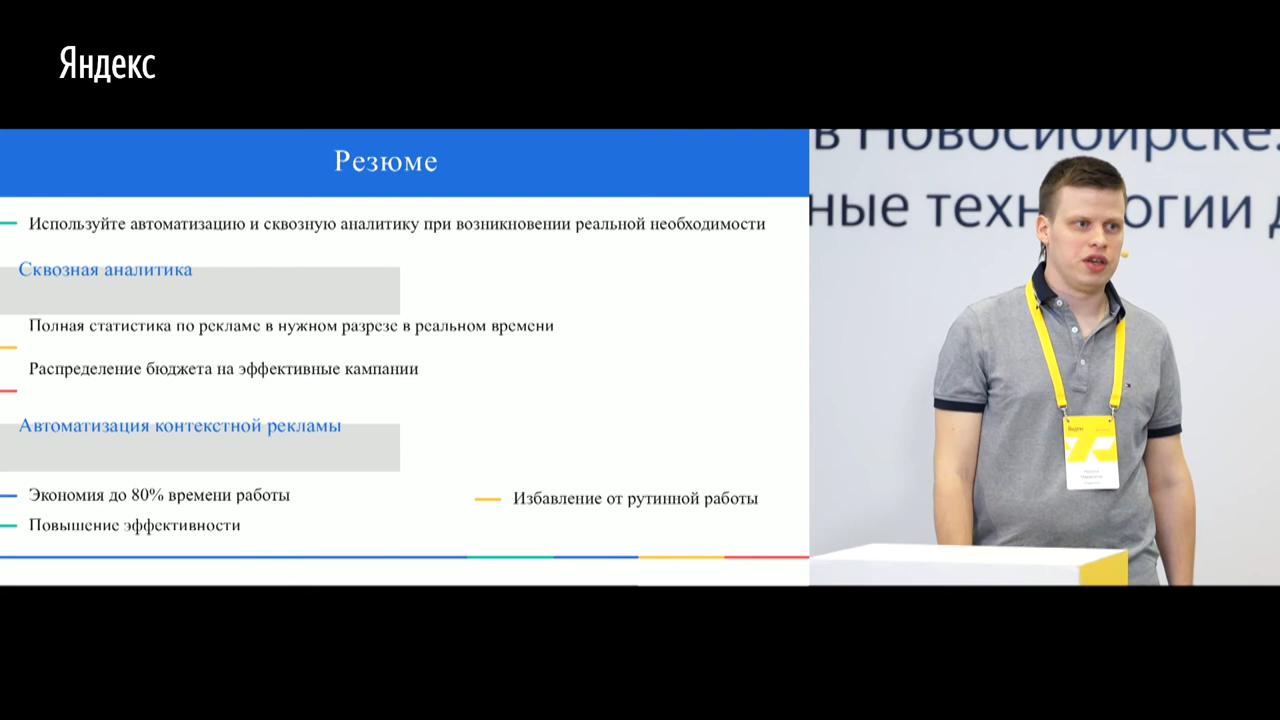 Яндекс
Резюме
Используйте автоматизацию и сквозную аналитику при возникновении реальной необходимости
Сквозная аналитика
Полная статистика по рекламе в нужном разрезе в реальном времени
Распределение бюджета на эффективные кампании
Автоматизация контекстной рекламы
Экономия до 80% времени работы
Избавление от рутинной работы
Повышение эффективности
в Новосибирске.
ные
Яндекс